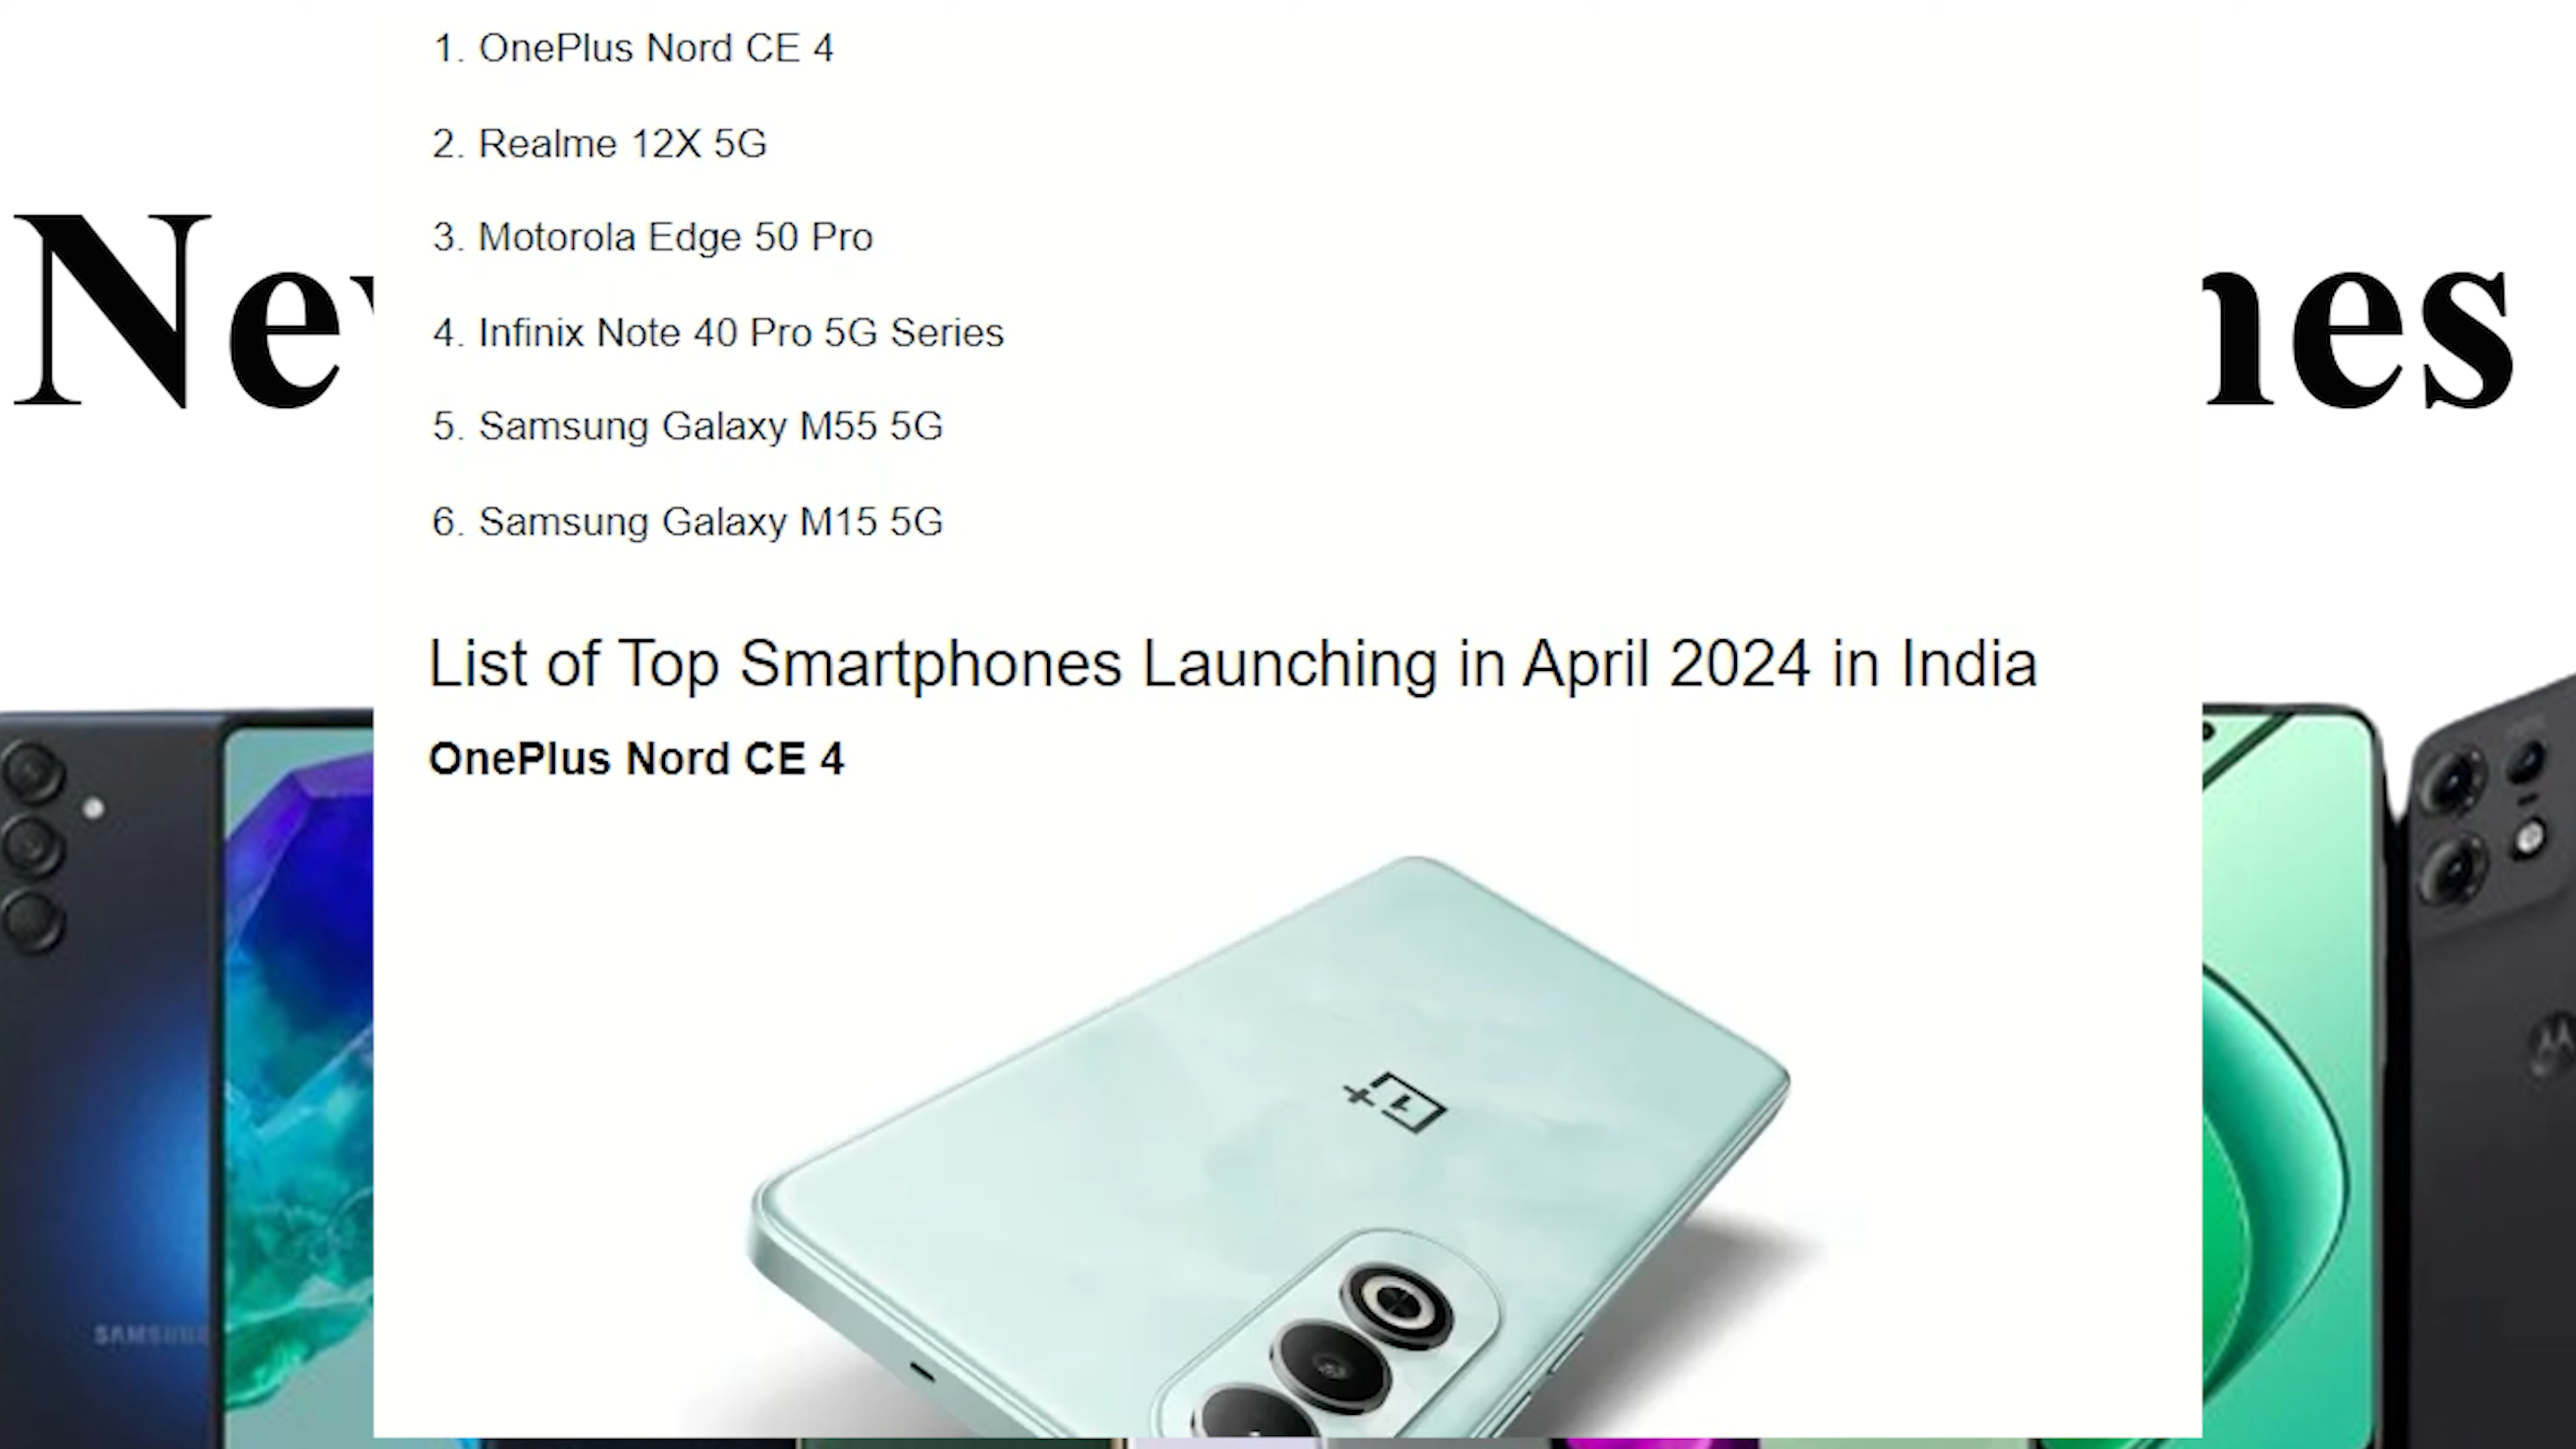 1. OnePlus Nord CE 4
2. Realme 12X 5G
3. Motorola Edge 50 Pro
4. Infinix Note 40 Pro 5G Series
5. Samsung Galaxy M55 5G
6. Samsung Galaxy M15 5G
List of Top Smartphones Launching in April 2024 in India
OnePlus Nord CE 4
SAMSUNG